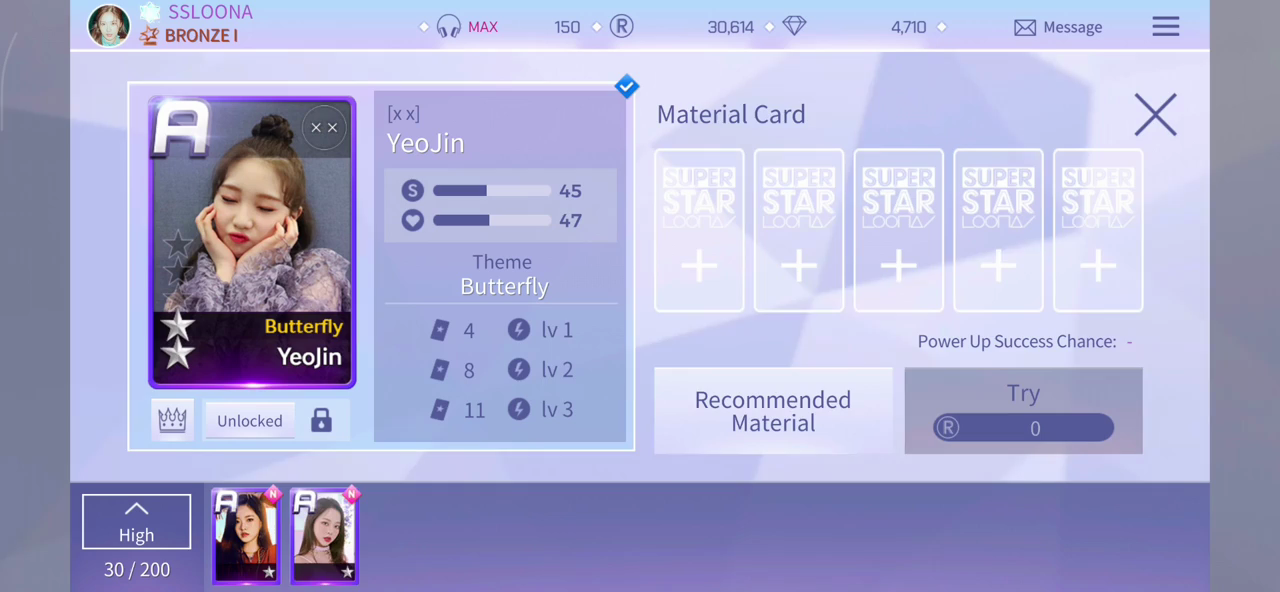 SSLOONA
BRONZE I
MAX
150
R
30,614
4,710
Message
A
Butterfly
YeoJin
Unlocked
[x x]
YeoJin
S
45
47
Theme
Butterfly
4
lv 1
8
lv 2
11
lv 3
Material Card
SUPER
STAR
LOONA
SUPER
STAR
LOONA
SUPER
STAR
LOONA
SUPER
STAR
LOONA
SUPER
STAR
LOONA
Power Up Success Chance: -
Recommended
Material
Try
R
0
High
30 / 200
A
N
A
N